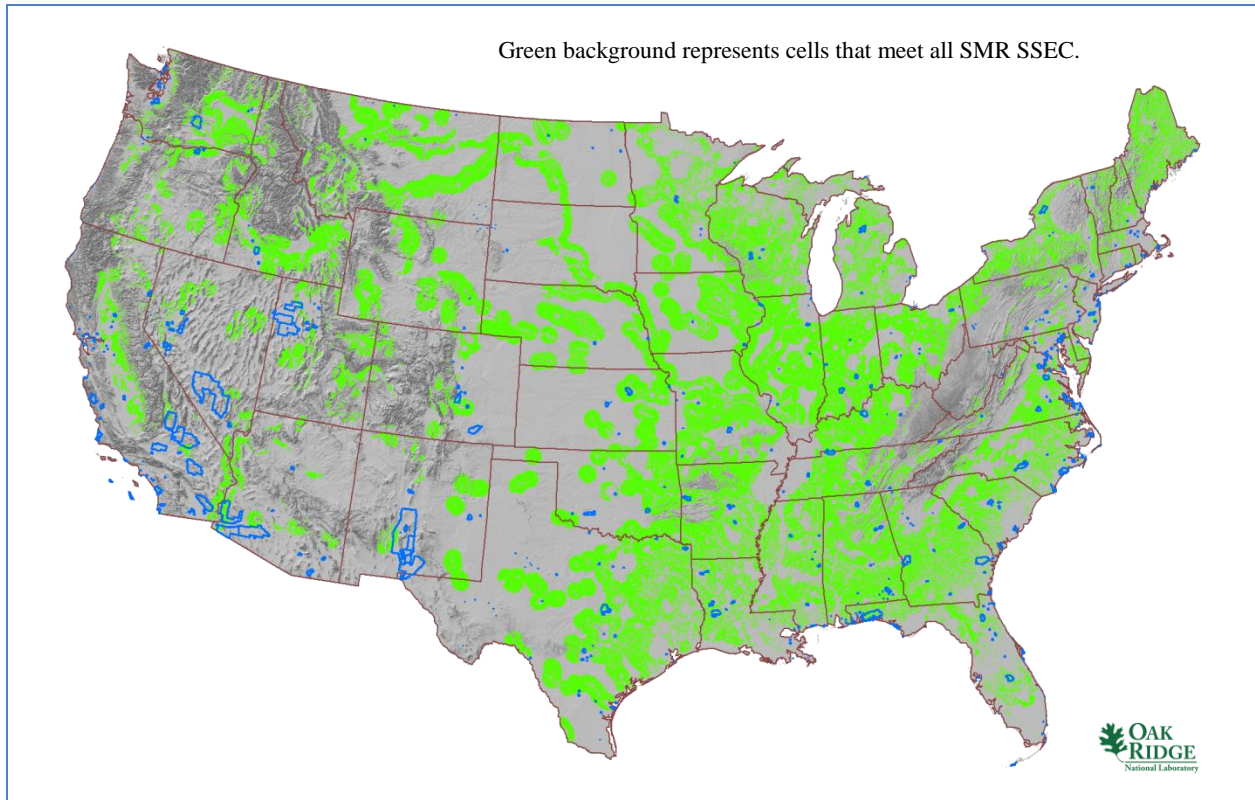 Green background represents cells that meet all SMR SSEC.
OAK
RIDGE
National Laboratory